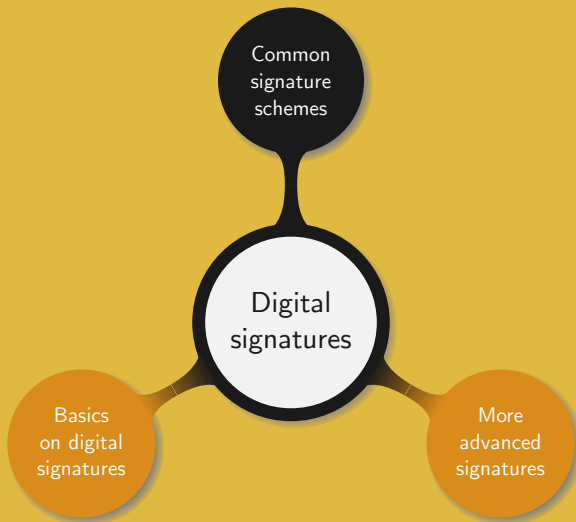 Common
signature
schemes
Digital
signatures
Basics
on digital
signatures
More
advanced
signatures